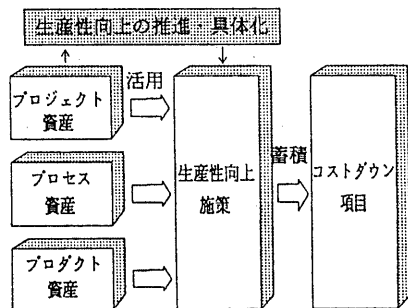 生産性向上の推進・具体化
活用
プロジェクト
資産
プロセス
資産
プロダクト
資産
生産性向上
施策
蓄積
コストダウン
項目